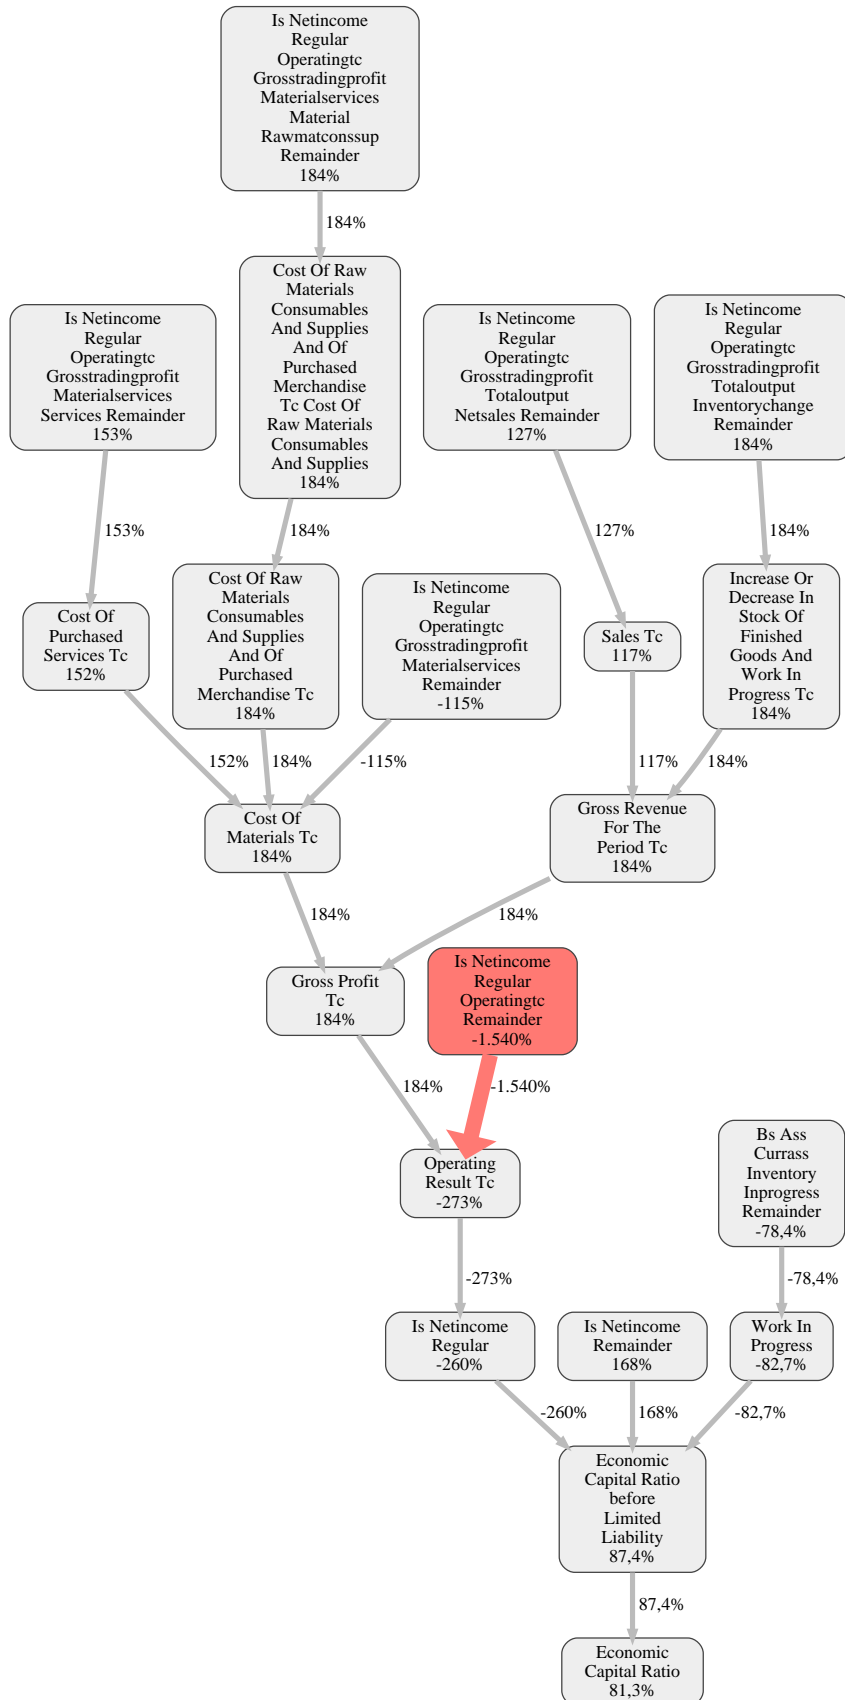 Is Netincome
Regular
Operatingtc
Grosstradingprofit
Materialservices
Material
Rawmatconssup
Remainder
184%
184%
Cost Of Raw
Materials
Consumables
And Supplies
And Of
Purchased
Merchandise
Tc Cost Of
Raw Materials
Consumables
And Supplies
184%
Is Netincome
Regular
Operatingtc
Grosstradingprofit
Materialservices
Services Remainder
153%
Is Netincome
Regular
Operatingtc
Grosstradingprofit
Totaloutput
Netsales Remainder
127%
Is Netincome
Regular
Operatingtc
Grosstradingprofit
Totaloutput
Inventorychange
Remainder
184%
153%
184%
127%
184%
Cost Of
Purchased
Services Tc
152%
Cost Of Raw
Materials
Consumables
And Supplies
And Of
Purchased
Merchandise Tc
184%
Is Netincome
Regular
Operatingtc
Grosstradingprofit
Materialservices
Remainder
-115%
Sales Tc
117%
Increase Or
Decrease In
Stock Of
Finished
Goods And
Work In
Progress Tc
184%
152%
184%
-115%
117%
184%
Cost Of
Materials Tc
184%
Gross Revenue
For The
Period Tc
184%
184%
184%
Gross Profit
Tc
184%
Is Netincome
Regular
Operatingtc
Remainder
-1.540%
184%
-1.540%
Operating
Result Tc
-273%
Bs Ass
Currass
Inventory
Inprogress
Remainder
-78,4%
-273%
-78,4%
Is Netincome
Regular
-260%
Is Netincome
Remainder
168%
Work In
Progress
-82,7%
-260%
168%
-82,7%
Economic
Capital Ratio
before
Limited
Liability
87,4%
87,4%
Economic
Capital Ratio
81,3%